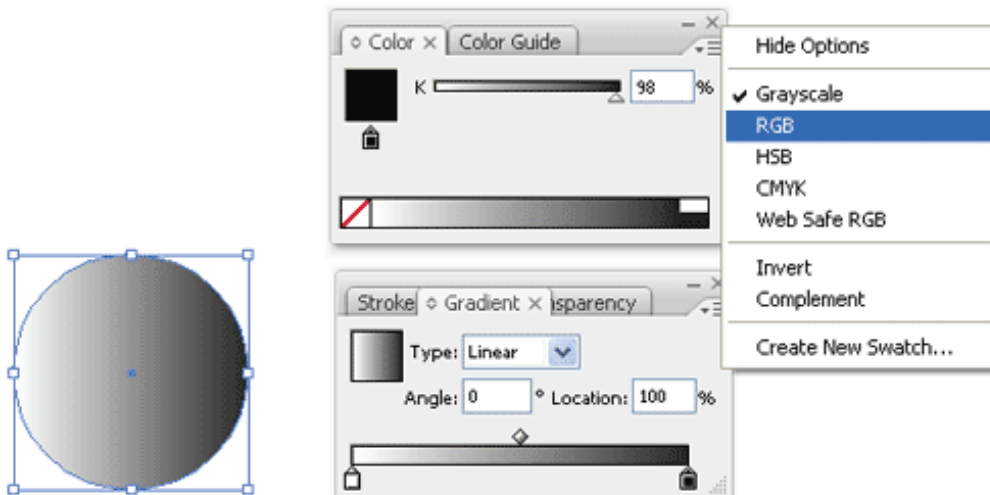 Color × Color Guide
K 98 %
Hide Options
Grayscale
RGB
HSB
CMYK
Web Safe RGB
Invert
Complement
Create New Swatch...
Stroke Gradient × nsparency
Type: Linear
Angle: 0 ° Location: 100 %